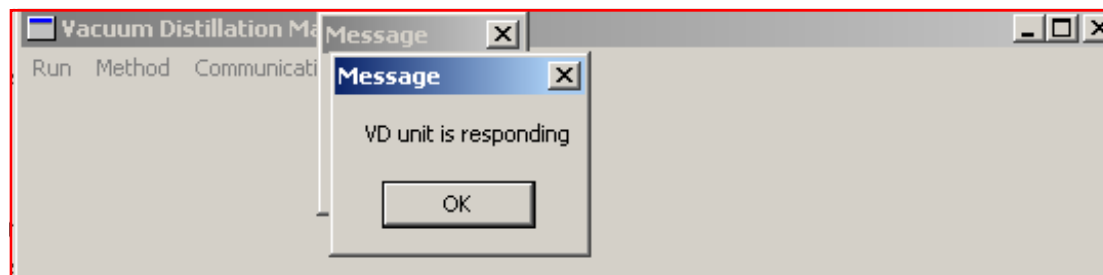 Vacuum Distillation Ma
Message
Run Method Communicati
Message
VD unit is responding
OK